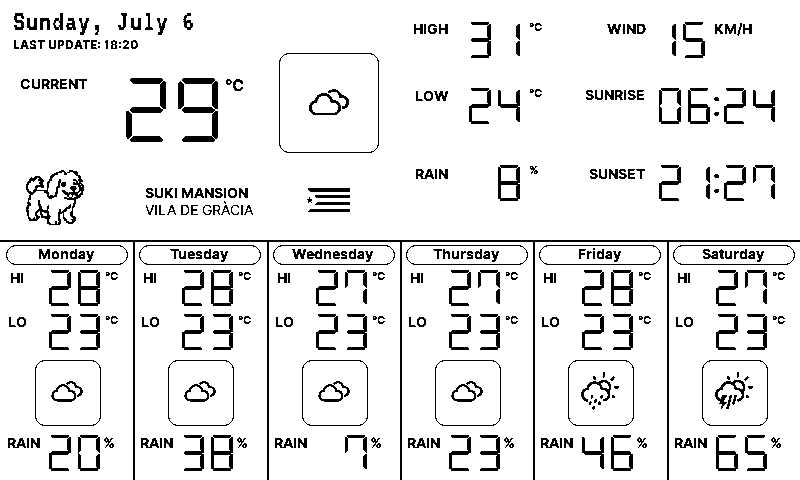 Sunday, July 6
LAST UPDATE: 18:20
CURRENT 29 °C
SUKI MANSION
VILA DE GRÀCIA
HIGH 31 °C
LOW 24 °C
RAIN 8 %
WIND 15 KM/H
SUNRISE 06:24
SUNSET 21:27
Monday
HI 28 °C
LO 23 °C
RAIN 20 %
Tuesday
HI 28 °C
LO 23 °C
RAIN 38 %
Wednesday
HI 27 °C
LO 23 °C
RAIN 7 %
Thursday
HI 27 °C
LO 23 °C
RAIN 23 %
Friday
HI 28 °C
LO 23 °C
RAIN 46 %
Saturday
HI 27 °C
LO 23 °C
RAIN 65 %